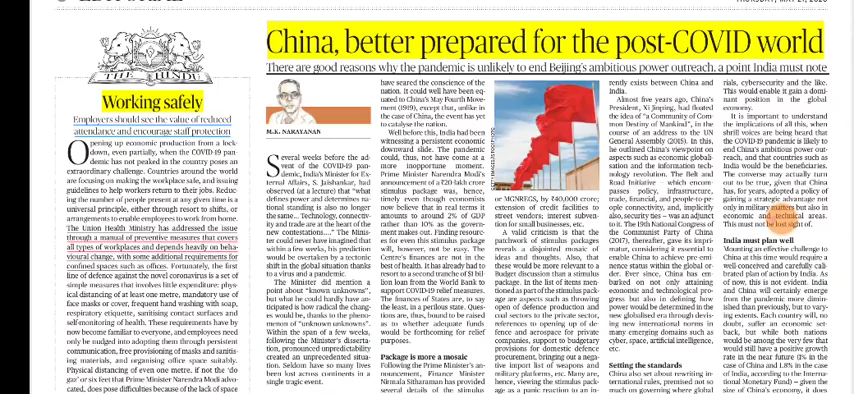 EDITORIAL
THURSDAY, MAY 21, 2020
THE HINDU
Working safely
Employers should see the value of reduced
attendance and encourage staff protection
Opening up economic production from a lock-
down, even partially, when the COVID-19 pan-
demic has not peaked in the country poses an
extraordinary challenge. Countries around the world
are focusing on making the workplace safe, and issuing
guidelines to help workers return to their jobs. Reduc-
ing the number of people present at any given time is a
universal principle, either through resort to shifts, or
arrangements to enable employees to work from home.
The Union Health Ministry has addressed the issue
through a manual of preventive measures that covers
all types of workplaces and depends heavily on beha-
vioural change, with some additional requirements for
confined spaces such as offices. Fortunately, the first
line of defence against the novel coronavirus is a set of
simple measures that involves little expenditure: phy-
sical distancing of at least one metre, mandatory use of
face masks or cover, frequent hand washing with soap,
respiratory etiquette, sanitising contact surfaces and
self-monitoring of health. These requirements have by
now become familiar to everyone, and employees need
only be nudged into adopting them through persistent
communication, free provisioning of masks and sanitis-
ing materials, and organising office space suitably.
Physical distancing of even one metre, if not the 'do
gaz' or six feet that Prime Minister Narendra Modi advo-
cated, does pose difficulties because of the lack of space
China, better prepared for the post-COVID world
There are good reasons why the pandemic is unlikely to end Beijing's ambitious power outreach, a point India must note
M.K. NARAYANAN
Several weeks before the ad-
vent of the COVID-19 pan-
demic, India's Minister for Ex-
ternal Affairs, S. Jaishankar, had
observed (at a lecture) that "what
defines power and determines na-
tional standing is also no longer
the same... Technology, connectiv-
ity and trade are at the heart of the
new contestations....". The Minis-
ter could never have imagined that
within a few weeks, his prediction
would be overtaken by a tectonic
shift in the global situation thanks
to a virus and a pandemic.
The Minister did mention a
point about "known unknowns",
but what he could hardly have an-
ticipated is how radical the chang-
es would be, thanks to the pheno-
menon of "unknown unknowns".
Within the span of a few weeks,
following the Minister's disserta-
tion, pronounced unpredictability
created an unprecedented situa-
tion. Seldom have so many lives
been lost across continents in a
single tragic event.
have seared the conscience of the
nation. It could well have been eq-
uated to China's May Fourth Move-
ment (1919), except that, unlike in
the case of China, the event has yet
to catalyse the nation.
Well before this, India had been
witnessing a persistent economic
downward slide. The pandemic
could, thus, not have come at a
more inopportune moment.
Prime Minister Narendra Modi's
announcement of a ₹20-lakh crore
stimulus package was, hence,
timely even though economists
now believe that in real terms it
amounts to around 2% of GDP
rather than 10% as the govern-
ment makes out. Finding resourc-
es for even this stimulus package
will, however, not be easy. The
Centre's finances are not in the
best of health. It has already had to
resort to a second tranche of $1 bil-
lion loan from the World Bank to
support COVID-19 relief measures.
The finances of States are, to say
the least, in a perilous state. Ques-
tions are, thus, bound to be raised
as to whether adequate funds
would be forthcoming for relief
purposes.
Package is more a mosaic
Following the Prime Minister's an-
nouncement, Finance Minister
Nirmala Sitharaman has provided
several details of the stimulus
or MGNREGS, by ₹40,000 crore;
extension of credit facilities to
street vendors; interest subven-
tion for small businesses, etc.
A valid criticism is that the
patchwork of stimulus packages
reveals a disjointed mosaic of
ideas and thoughts. Also, that
these would be more relevant to a
budget discussion than a stimulus
package. In the list of items men-
tioned as part of the stimulus pack-
age are aspects such as throwing
open of defence production and
coal sectors to the private sector,
references to opening up of de-
fence and aerospace for private
companies, support to budgetary
provisions for domestic defence
procurement, bringing out a nega-
tive import list of weapons and
military platforms, etc. Many are,
hence, viewing the stimulus pack-
age as a panic reaction to an in-
rently exists between China and
India.
Almost five years ago, China's
President, Xi Jinping, had floated
the idea of "a Community of Com-
mon Destiny of Mankind", in the
course of an address to the UN
General Assembly (2015). In this,
he outlined China's viewpoint on
aspects such as economic globali-
sation and the information tech-
nology revolution. The Belt and
Road Initiative – which encom-
passes policy, infrastructure,
trade, financial, and people-to-peo-
ple connectivity, and, implicitly
also, security ties – was an adjunct
to it. The 19th National Congress of
the Communist Party of China
(2017), thereafter, gave its impri-
matur, considering it essential to
enable China to achieve pre-emi-
nence status within the global or-
der. Ever since, China has em-
barked on not only attaining
economic and technological pro-
gress but also in defining how
power would be determined in the
new globalised era through devis-
ing new international norms in
many emerging domains such as
cyber, space, artificial intelligence,
etc.
Setting the standards
China also set about rewriting in-
ternational rules, premised not so
much on governing where global
rials, cybersecurity and the like.
This would enable it gain a domi-
nant position in the global
economy.
It is important to understand
the implications of all this, when
shrill voices are being heard that
the COVID-19 pandemic is likely to
end China's ambitious power out-
reach, and that countries such as
India would be the beneficiaries.
The converse may actually turn
out to be true, given that China
has, for years, adopted a policy of
gaining a strategic advantage not
only in military matters but also in
economic and technical areas.
This must not be lost sight of.
India must plan well
Mounting an effective challenge to
China at this time would require a
well-conceived and carefully cali-
brated plan of action by India. As
of now, this is not evident. India
and China will certainly emerge
from the pandemic more dimin-
ished than previously, but to vary-
ing extents. Each country will, no
doubt, suffer an economic set-
back, but while both nations
would be among the very few that
would still have a positive growth
rate in the near future (1% in the
case of China and 1.8% in the case
of India, according to the Interna-
tional Monetary Fund) — given the
size of China's economy, it does